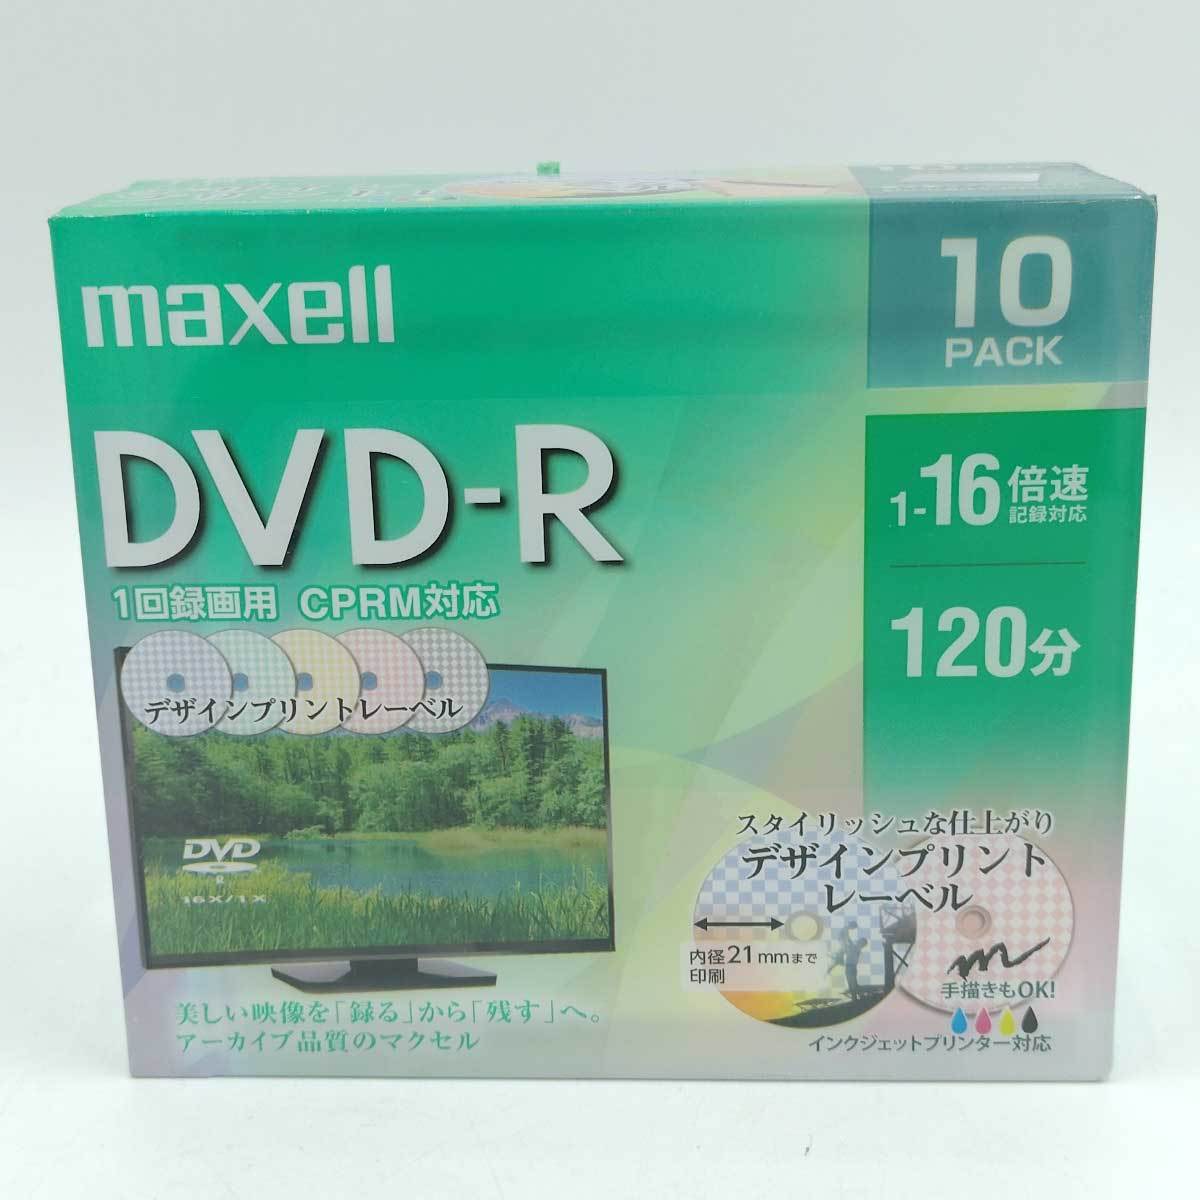 maxell
10
PACK
DVD-R
1回録画用 CPRM対応
1-16倍速
記録対応
120分
デザインプリントレーベル
DVD
R
16X/1X
スタイリッシュな仕上がり
デザインプリント
レーベル
内径21mmまで
印刷
手描きもOK!
インクジェットプリンター対応
美しい映像を「録る」から「残す」へ。
アーカイブ品質のマクセル